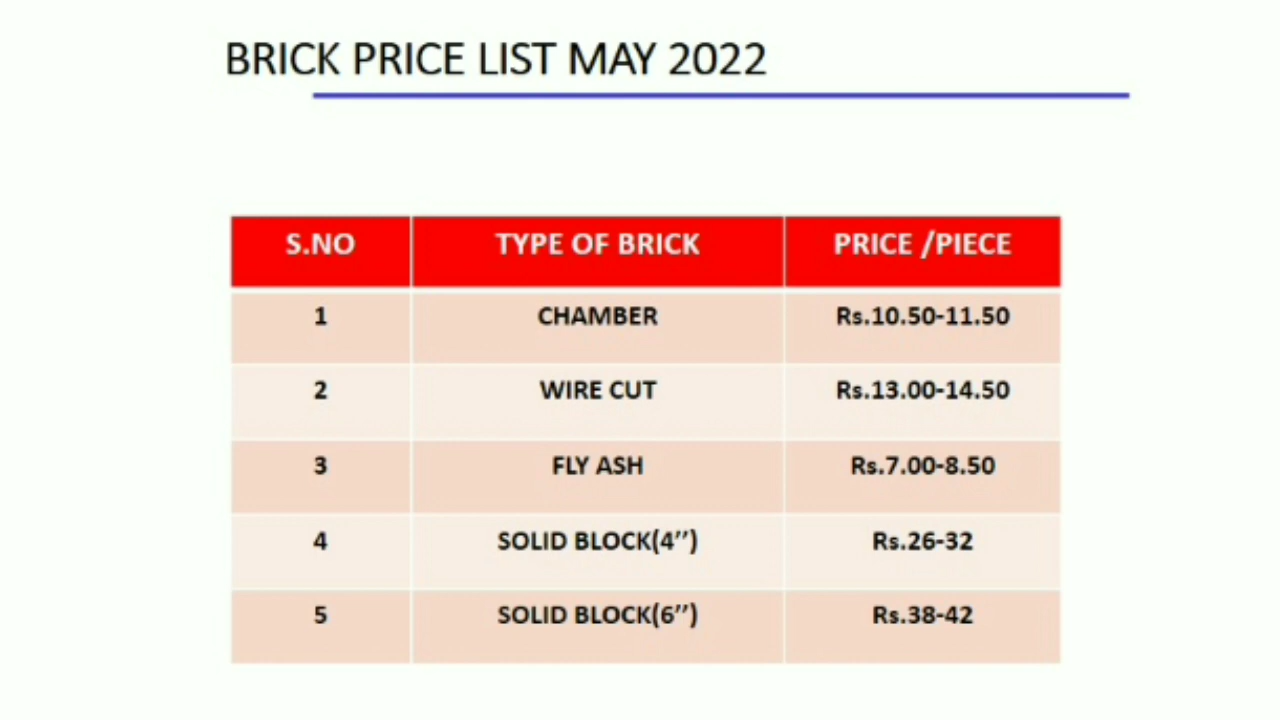 BRICK PRICE LIST MAY 2022
S.NO TYPE OF BRICK PRICE /PIECE
1 CHAMBER Rs.10.50-11.50
2 WIRE CUT Rs.13.00-14.50
3 FLY ASH Rs.7.00-8.50
4 SOLID BLOCK(4’’) Rs.26-32
5 SOLID BLOCK(6’’) Rs.38-42